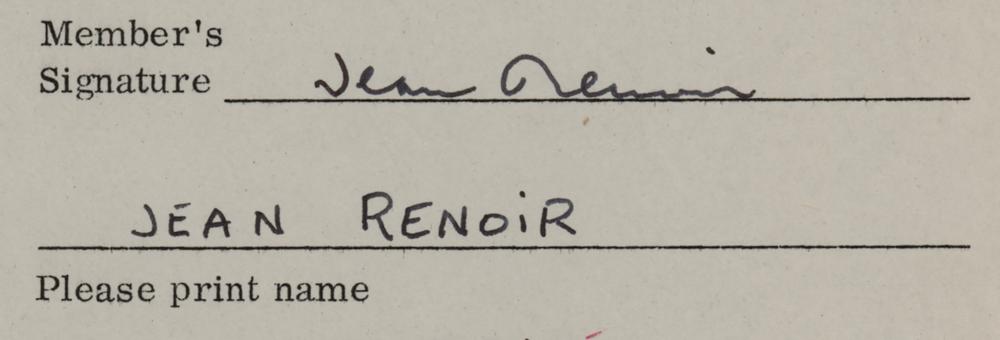 Member's
Signature Jean Renoir
JEAN RENOiR
Please print name